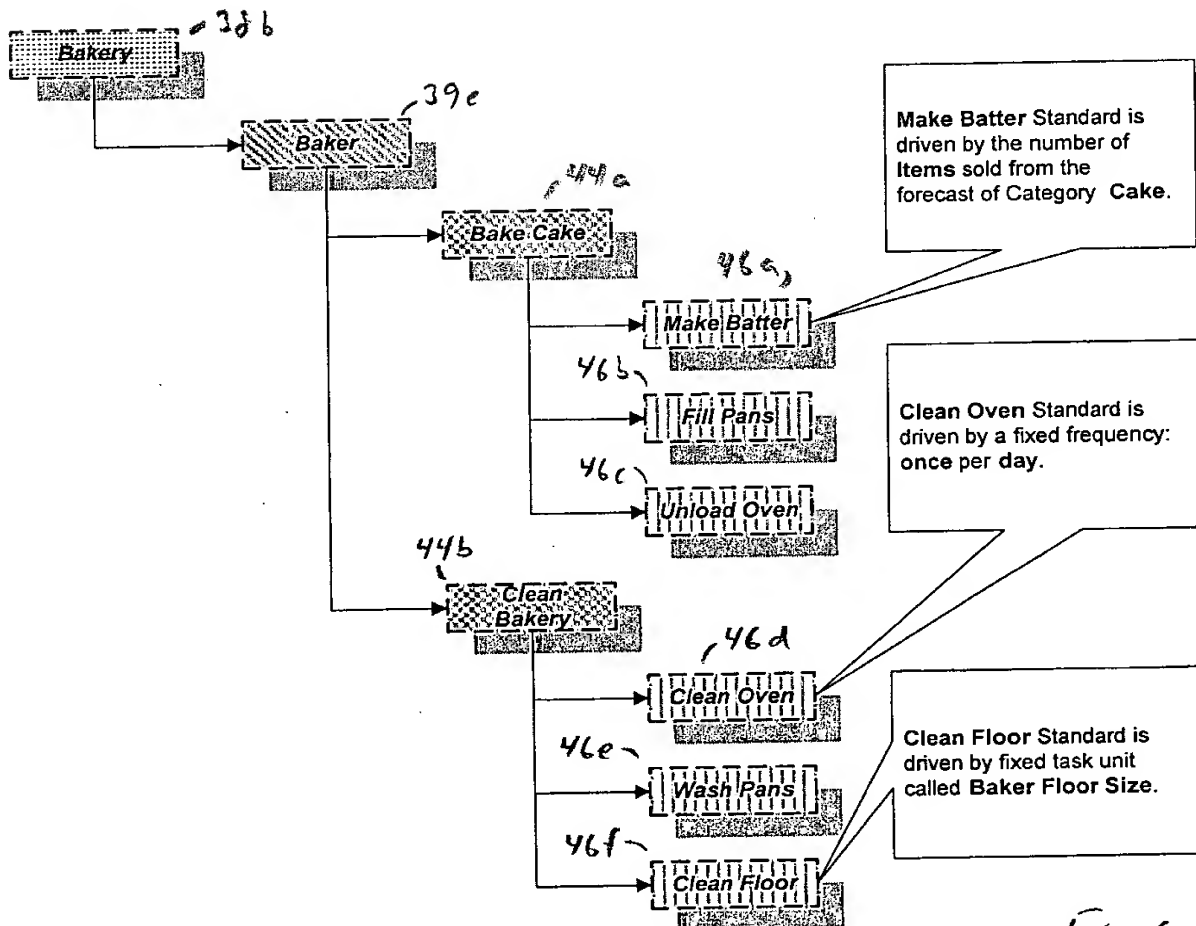 38b
Bakery
39e
Baker
44a
Bake Cake
46a
Make Batter
46b
Fill Pans
46c
Unload Oven
44b
Clean
Bakery
46d
Clean Oven
46e
Wash Pans
46f
Clean Floor
Make Batter Standard is
driven by the number of
Items sold from the
forecast of Category Cake.
Clean Oven Standard is
driven by a fixed frequency:
once per day.
Clean Floor Standard is
driven by fixed task unit
called Baker Floor Size.